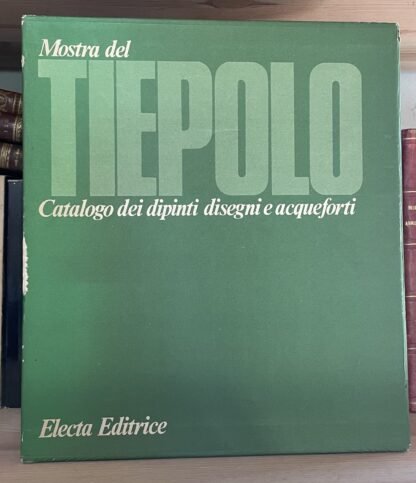 Mostra del
TIEPOLO
Catalogo dei dipinti disegni e acqueforti
Electa Editrice